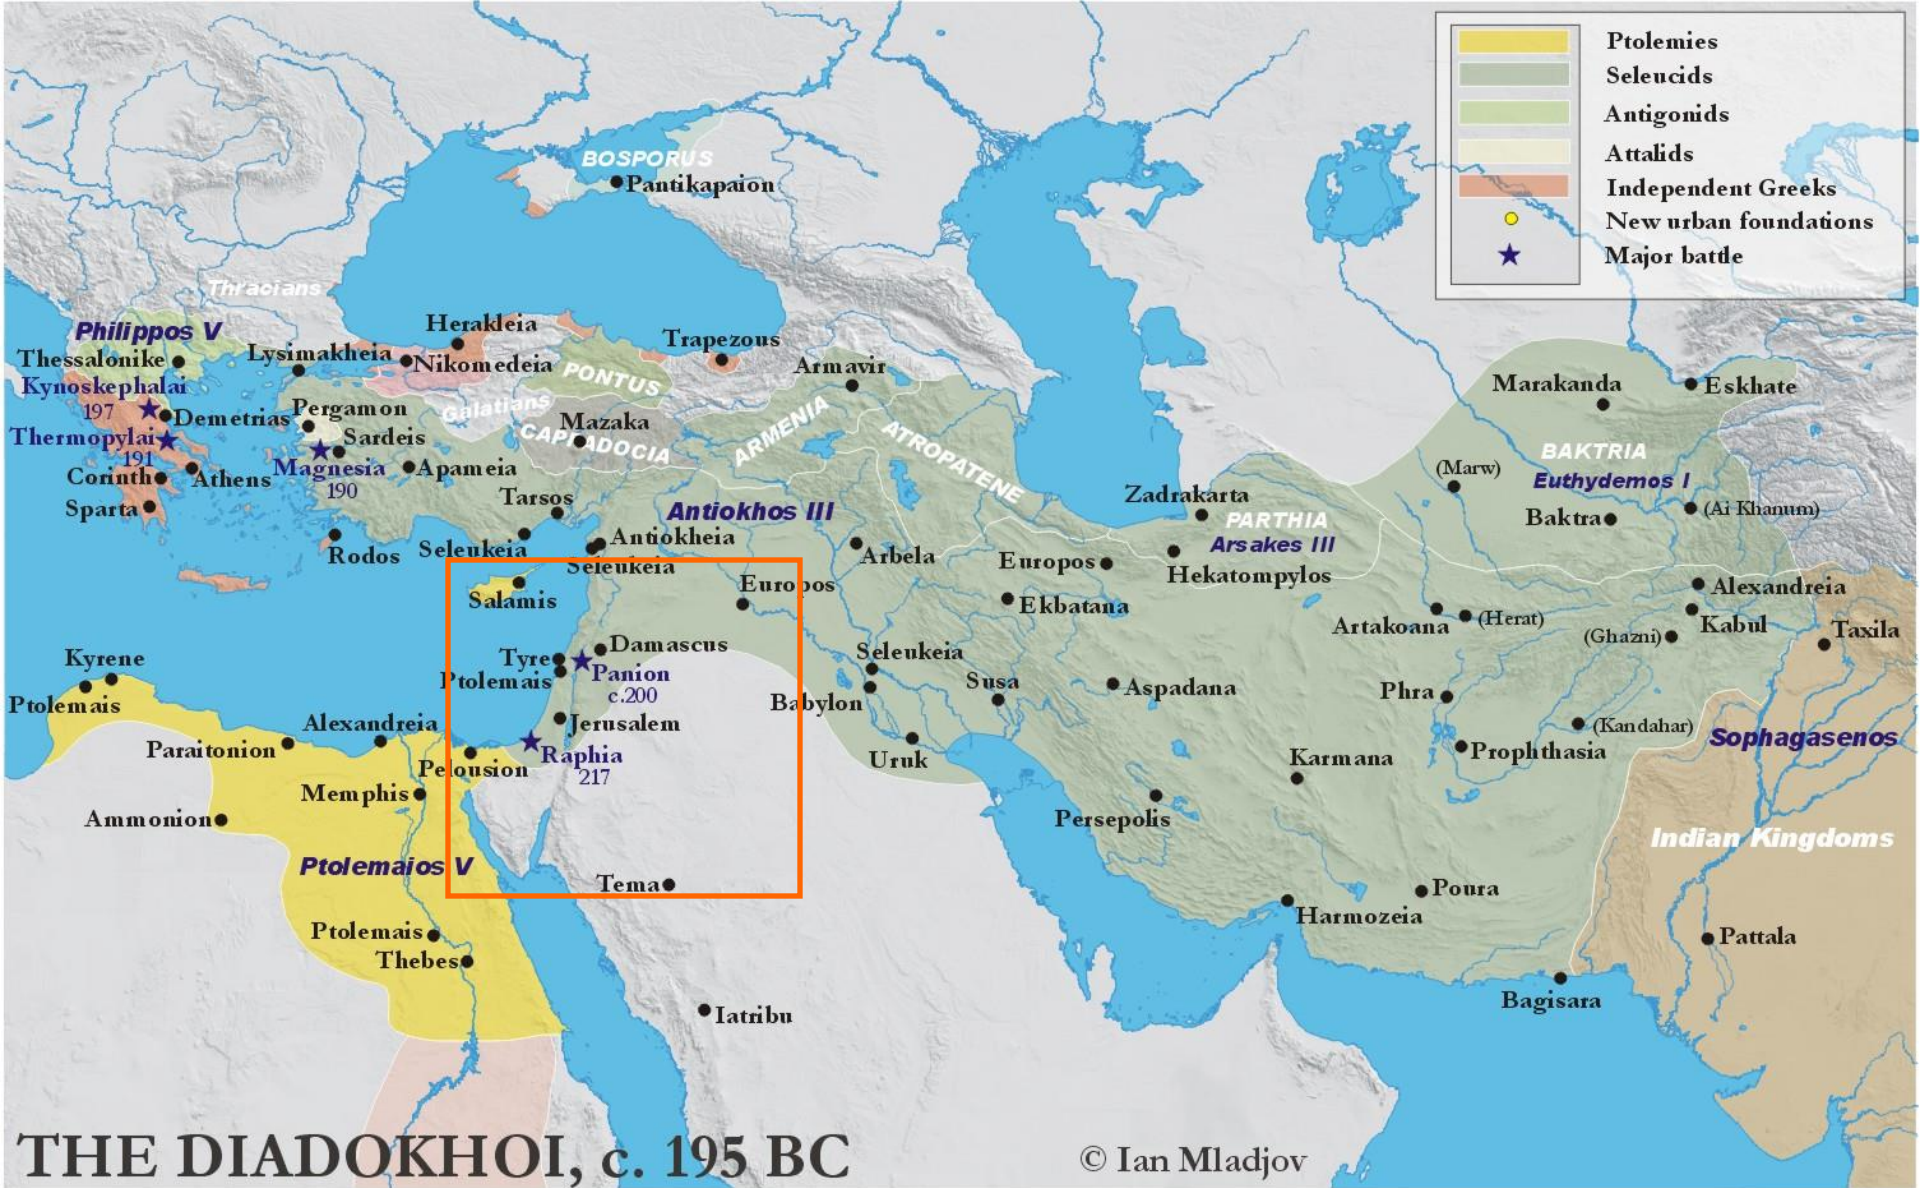 Ptolemies
Seleucids
Antigonids
Attalids
Independent Greeks
New urban foundations
Major battle
BOSPORUS
Pantikapaion
Thracians
Philippos V
Thessalonike
Lysimakheia
Herakleia
Nikomedeia
Trapezous
Armavir
PONTUS
Kynoskephalai
197
Demetrias
Pergamon
Galatians
Mazaka
CAPPADOCIA
ARMENIA
ATROPATENE
Thermopylai
191
Sardeis
Magnesia
190
Apameia
Corinth
Athens
Sparta
Tarsos
Rodos
Seleukeia
Antiokheia
Seleukeia
Antiokhos III
Arbela
Europos
Ekbatana
Zadrakarta
PARTHIA
Arsakes III
Hekatompylos
Marakanda
Eskhate
BAKTRIA
Euthydemos I
(Marw)
Baktra
(Ai Khanum)
Alexandreia
Kabul
(Ghazni)
Taxila
Artakoana
(Herat)
Salamis
Europos
Damascus
Tyre
Ptolemais
Panion
c.200
Jerusalem
Raphia
217
Pelousion
Seleukeia
Babylon
Susa
Uruk
Aspadana
Phra
(Kandahar)
Prophthasia
Sophagasenos
Karmana
Persepolis
Indian Kingdoms
Poura
Harmozeia
Pattala
Bagisara
Kyrene
Ptolemais
Alexandreia
Paraitonion
Memphis
Ammonion
Ptolemaios V
Tema
Ptolemais
Thebes
Iatribu
THE DIADOKHOI, c. 195 BC
© Ian Mladjov